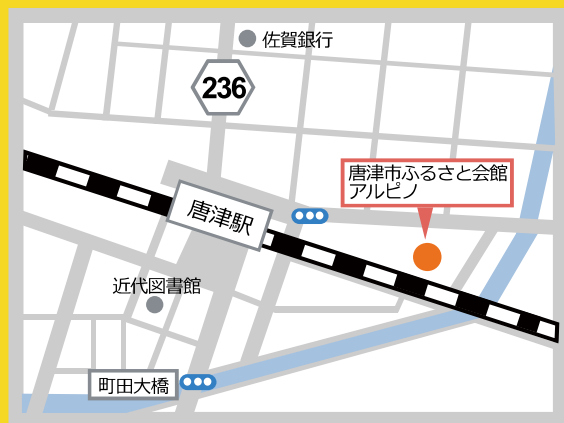 佐賀銀行
236
唐津市ふるさと会館
アルピノ
唐津駅
近代図書館
町田大橋